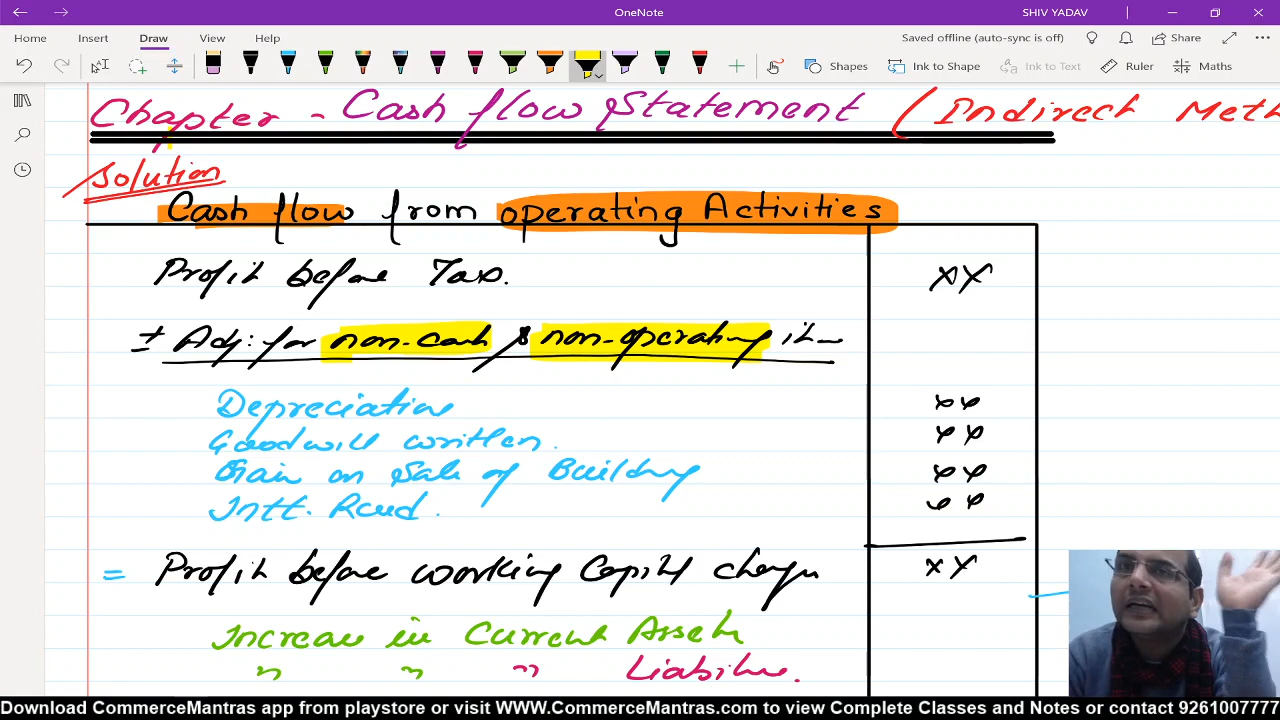 OneNote
SHIV YADAV
Home Insert Draw View Help
Saved offline (auto-sync is off)
Share
Shapes
Ink to Shape
Ink to Text
Ruler
Maths
Chapter - Cash flow Statement (Indirect Meth
Solution
Cash flow from operating Activities
Profit before Tax. XX
± Adj: for non-cash & non-operating
Depreciation xx
Goodwill written. xx
Gain on Sale of Building xx
Intt. Recd. xx
= Profit before working Capital changes XX
Increase in Current Assets
" " " Liabilities.
Download CommerceMantras app from playstore or visit WWW.CommerceMantras.com to view Complete Classes and Notes or contact 9261007777